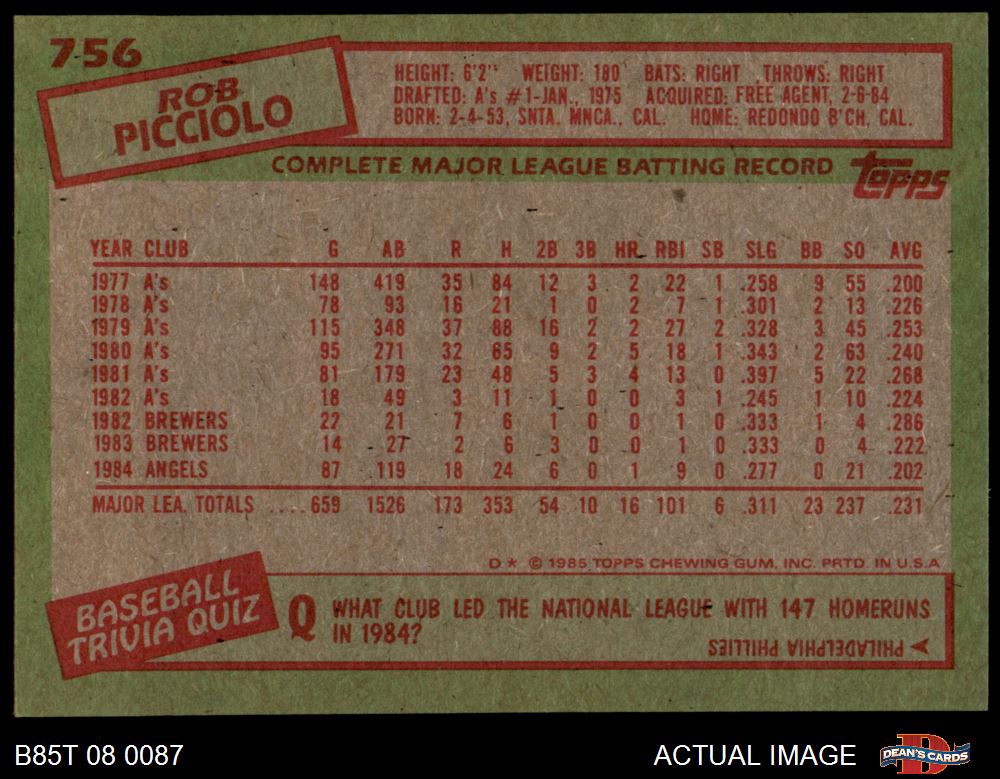 756
ROB
PICCIOLO
HEIGHT: 6'2" WEIGHT: 180 BATS: RIGHT THROWS: RIGHT
DRAFTED: A's #1-JAN., 1975 ACQUIRED: FREE AGENT, 2-6-84
BORN: 2-4-53, SNTA. MNCA., CAL. HOME: REDONDO B'CH, CAL.
COMPLETE MAJOR LEAGUE BATTING RECORD
topps
YEAR CLUB G AB R H 2B 3B HR RBI SB SLG BB SO AVG
1977 A's 148 419 35 84 12 3 2 22 1 .258 9 55 .200
1978 A's 78 93 16 21 1 0 2 7 1 .301 2 13 .226
1979 A's 115 348 37 88 16 2 2 27 2 .328 3 45 .253
1980 A's 95 271 32 65 9 2 5 18 1 .343 2 63 .240
1981 A's 81 179 23 48 5 3 4 13 0 .397 5 22 .268
1982 A's 18 49 3 11 1 0 0 3 1 .245 1 10 .224
1982 BREWERS 22 21 7 6 1 0 0 1 0 .333 1 4 .286
1983 BREWERS 14 27 2 6 3 0 0 1 0 .333 0 4 .222
1984 ANGELS 87 119 18 24 6 0 1 9 0 .277 0 21 .202
MAJOR LEA. TOTALS ....659 1526 173 353 54 10 16 101 6 .311 23 237 .231
D* © 1985 TOPPS CHEWING GUM, INC. PRTD. IN U.S.A
BASEBALL
TRIVIA QUIZ
Q WHAT CLUB LED THE NATIONAL LEAGUE WITH 147 HOMERUNS
IN 1984?
PHILADELPHIA PHILLIES
B85T 08 0087
ACTUAL IMAGE
DEAN'S CARDS